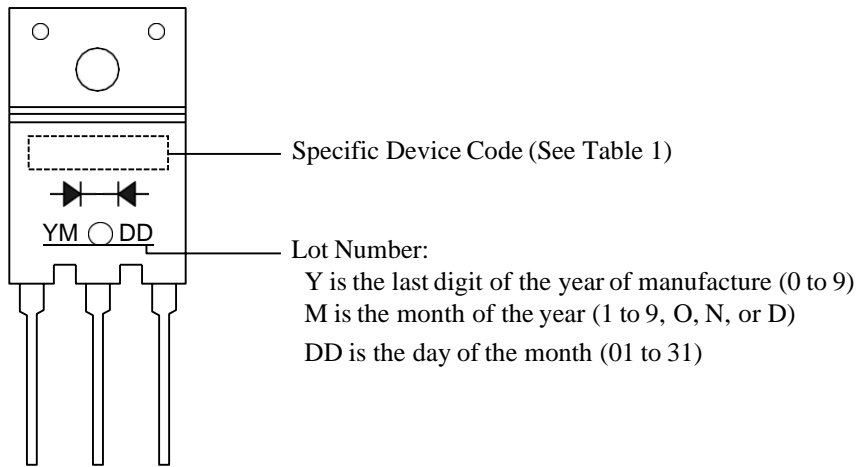 Specific Device Code (See Table 1)
YM DD
Lot Number:
Y is the last digit of the year of manufacture (0 to 9)
M is the month of the year (1 to 9, O, N, or D)
DD is the day of the month (01 to 31)